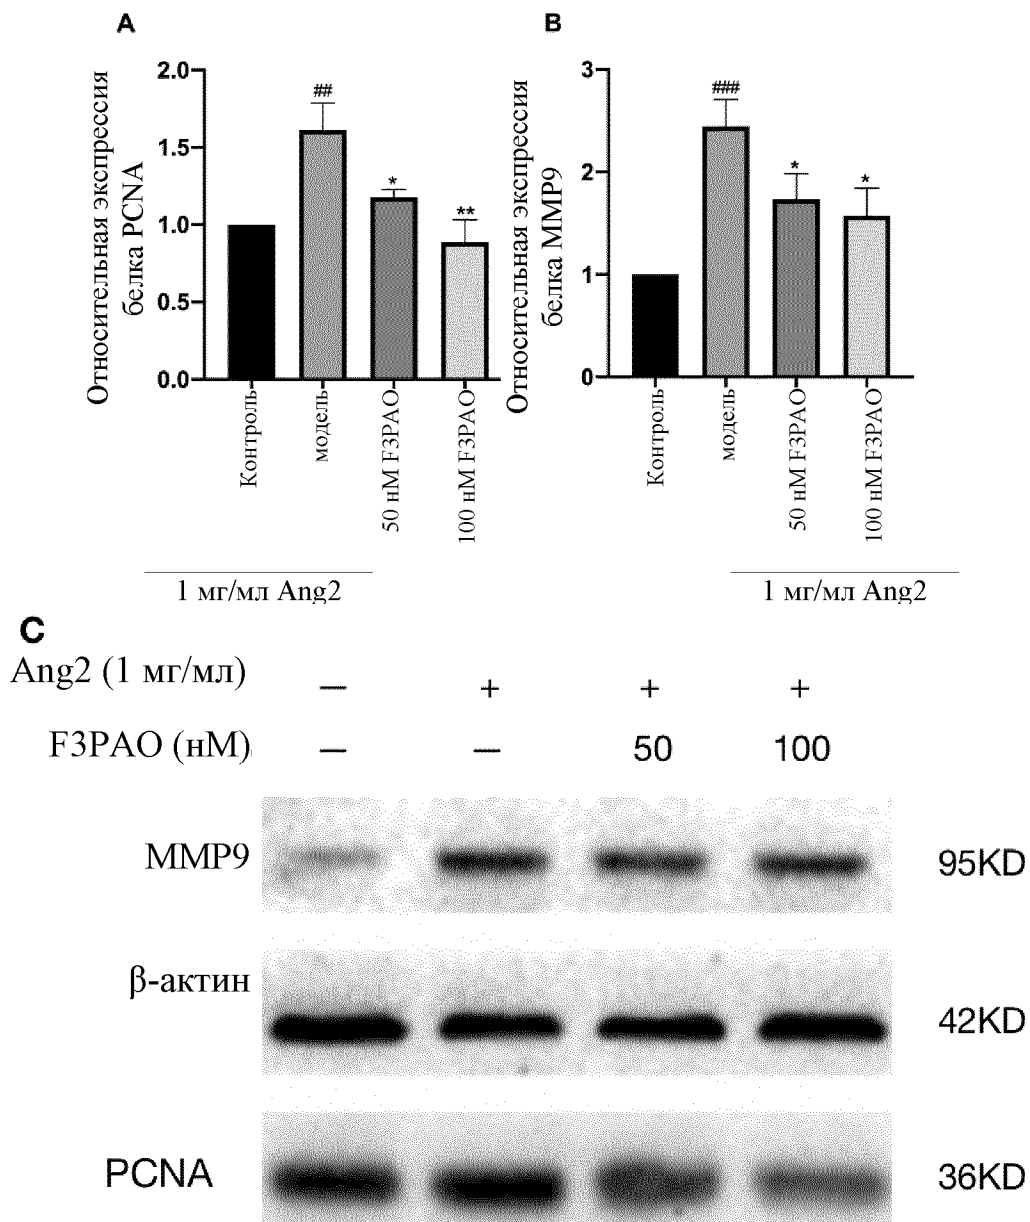 A
Относительная экспрессия
белка PCNA
2.0
##
1.5
*
**
1.0
0.5
0.0
Контроль
модель
50 нМ F3PAO
100 нМ F3PAO
1 мг/мл Ang2
B
Относительная экспрессия
белка MMP9
3
###
2
*
*
1
0
Контроль
модель
50 нМ F3PAO
100 нМ F3PAO
1 мг/мл Ang2
C
Ang2 (1 мг/мл) – + + +
F3PAO (нМ) – – 50 100
MMP9 95KD
β-актин 42KD
PCNA 36KD